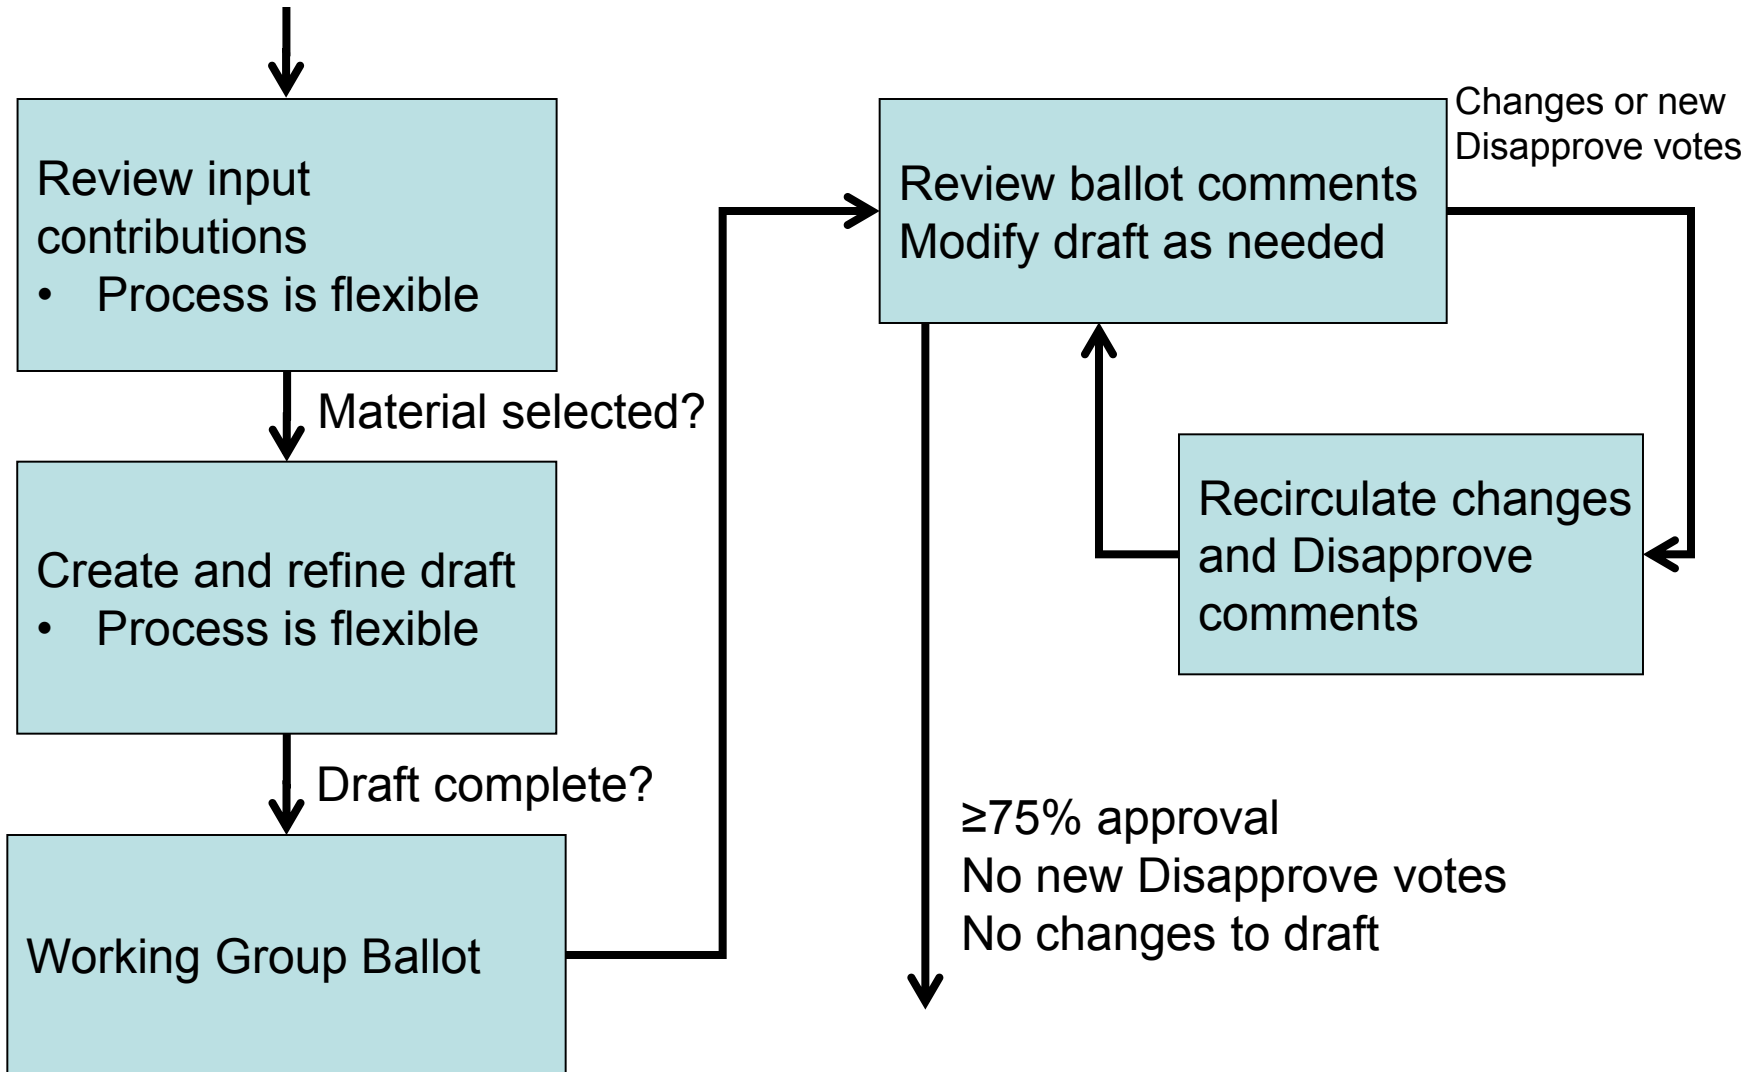 Review input
contributions
• Process is flexible
Material selected?
Create and refine draft
• Process is flexible
Draft complete?
Working Group Ballot
Review ballot comments
Modify draft as needed
Changes or new
Disapprove votes
Recirculate changes
and Disapprove
comments
≥75% approval
No new Disapprove votes
No changes to draft